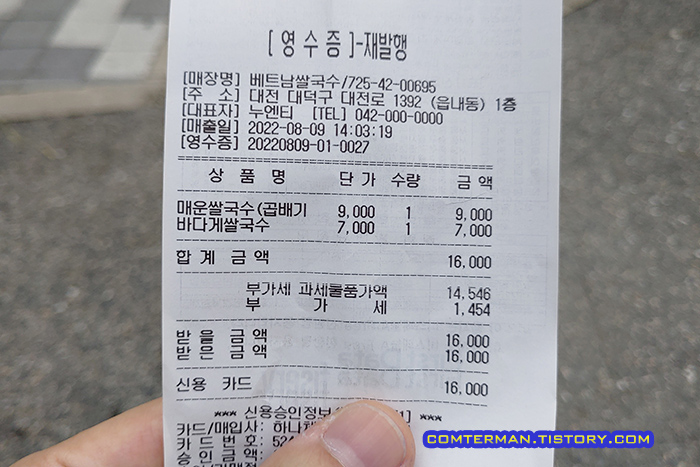 [ 영 수 증 ]-재발행
[매장명] 베트남쌀국수/725-42-00695
[주 소] 대전 대덕구 대전로 1392 (읍내동) 1층
[대표자] 누엔티 [TEL] 042-000-0000
[매출일] 2022-08-09 14:03:19
[영수증] 20220809-01-0027
상 품 명 단 가 수량 금 액
매운쌀국수(곱배기 9,000 1 9,000
바다게쌀국수 7,000 1 7,000
합 계 금 액 16,000
부가세 과세물품가액 14,546
부 가 세 1,454
받 을 금 액 16,000
받 은 금 액 16,000
신용 카드 16,000
*** 신용승인정보 1] ***
카드/매입사: 하나
카 드 번 호: 524
승 인 금 액:
COMTERMAN.TISTORY.COM